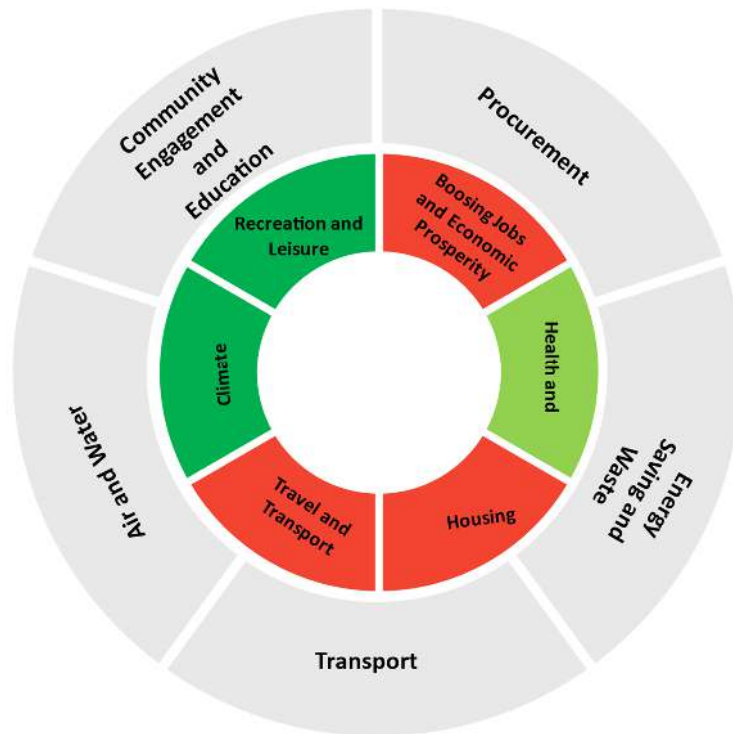 Community
Engagement
and
Education
Procurement
Recreation and
Leisure
Boosing Jobs
and Economic
Prosperity
Climate
Health and
Air and Water
Energy
Saving and
Waste
Travel and
Transport
Housing
Transport